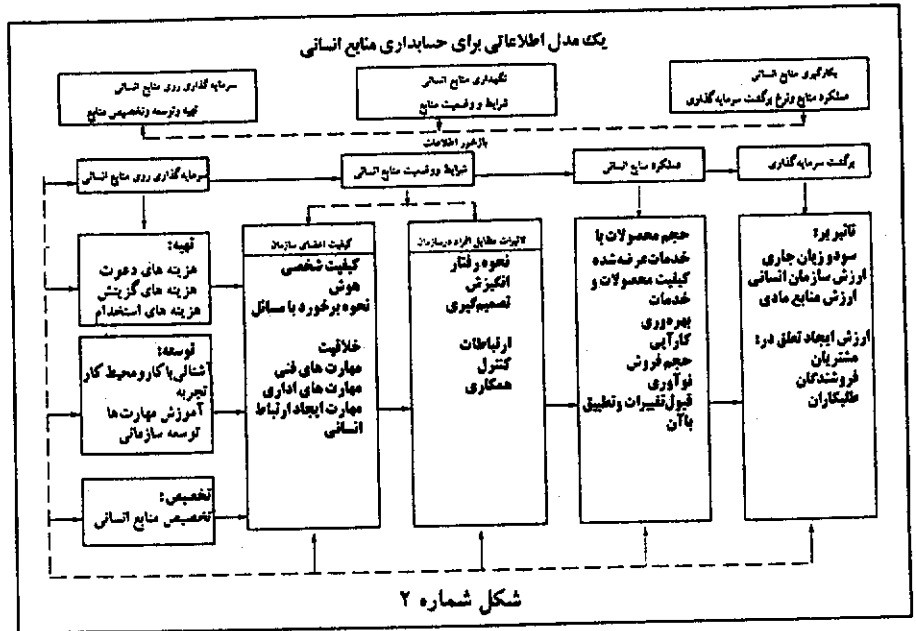 یک مدل اطلاعاتی برای حسابداری منابع انسانی
بکارگیری منابع انسانی
عملکرد منابع ونرخ برگشت سرمایه گذاری
نگهداری منابع انسانی
شرایط و وضعیت منابع
سرمایه گذاری روی منابع انسانی
تهیه وتوسعه وتخصیص منابع
بازخور اطلاعات
سرمایه گذاری روی منابع انسانی
شرایط ووضعیت منابع انسانی
عملکرد منابع انسانی
برگشت سرمایه گذاری
تهیه:
هزینه های دعوت
هزینه های گزینش
هزینه های استخدام
توسعه:
آشنائی باکارومحیط کار
تجربه
آموزش مهارت ها
توسعه سازمانی
تخصیص:
تخصیص منابع انسانی
کیفیت اعضای سازمان
کیفیت شخصی
هوش
نحوه برخورد با مسائل
خلاقیت
مهارت های فنی
مهارت های اداری
مهارت ایجاد ارتباط
انسانی
تاثیرات متقابل افراد درسازمان
نحوه رفتار
انگیزش
تصمیم گیری
ارتباطات
کنترل
همکاری
حجم محصولات با
خدمات عرضه شده
کیفیت محصولات و
خدمات
بهره وری
کارآیی
حجم فروش
نوآوری
قبول تغییرات وتطبیق
باآن
تاثیر بر:
سود و زیان جاری
ارزش سازمان انسانی
ارزش منابع مادی
ارزش ایجاد تعلق در:
مشتریان
فروشندگان
طلبکاران
شکل شماره ۲